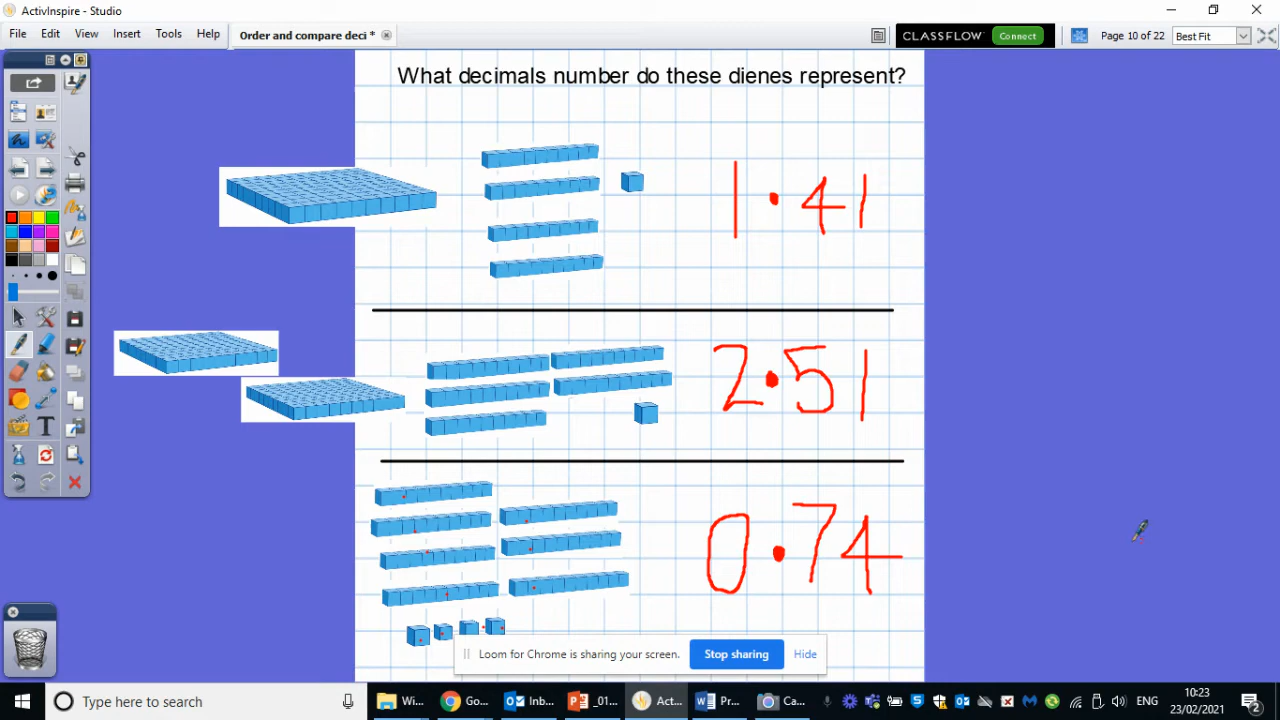 ActivInspire - Studio
File Edit View Insert Tools Help
Order and compare deci *
CLASSFLOW Connect
Page 10 of 22
Best Fit
What decimals number do these dienes represent?
1.41
2.51
0.74
Loom for Chrome is sharing your screen. Stop sharing Hide
Type here to search
Wi... Go... Inb... _01... Act... Pr... Ca...
ENG
10:23
23/02/2021